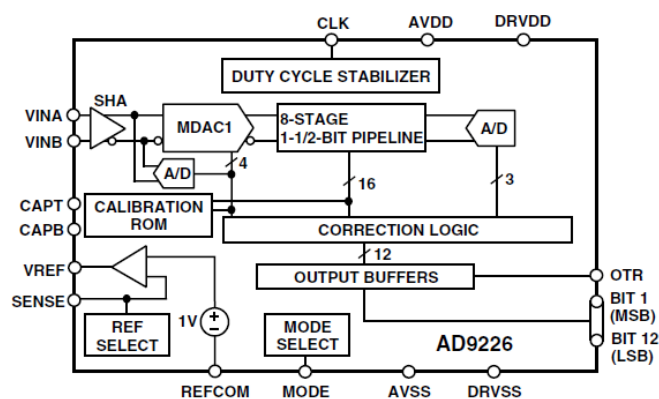 CLK AVDD DRVDD
DUTY CYCLE STABILIZER
VINA
SHA
MDAC1
8-STAGE
1-1/2-BIT PIPELINE
A/D
VINB
A/D
4
16
3
CAPT
CALIBRATION
ROM
CAPB
CORRECTION LOGIC
12
VREF
OUTPUT BUFFERS
OTR
SENSE
BIT 1
(MSB)
REF
SELECT
1V
+
−
MODE
SELECT
AD9226
BIT 12
(LSB)
REFCOM MODE AVSS DRVSS